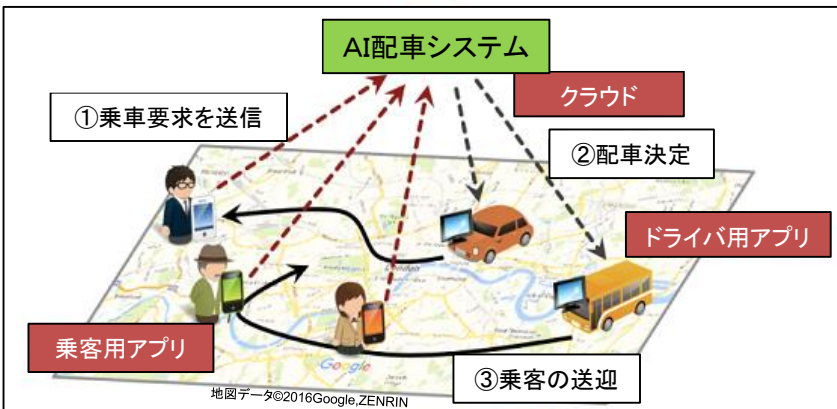 AI配車システム
クラウド
①乗車要求を送信
②配車決定
ドライバ用アプリ
乗客用アプリ
③乗客の送迎
Google
地図データ©2016Google,ZENRIN